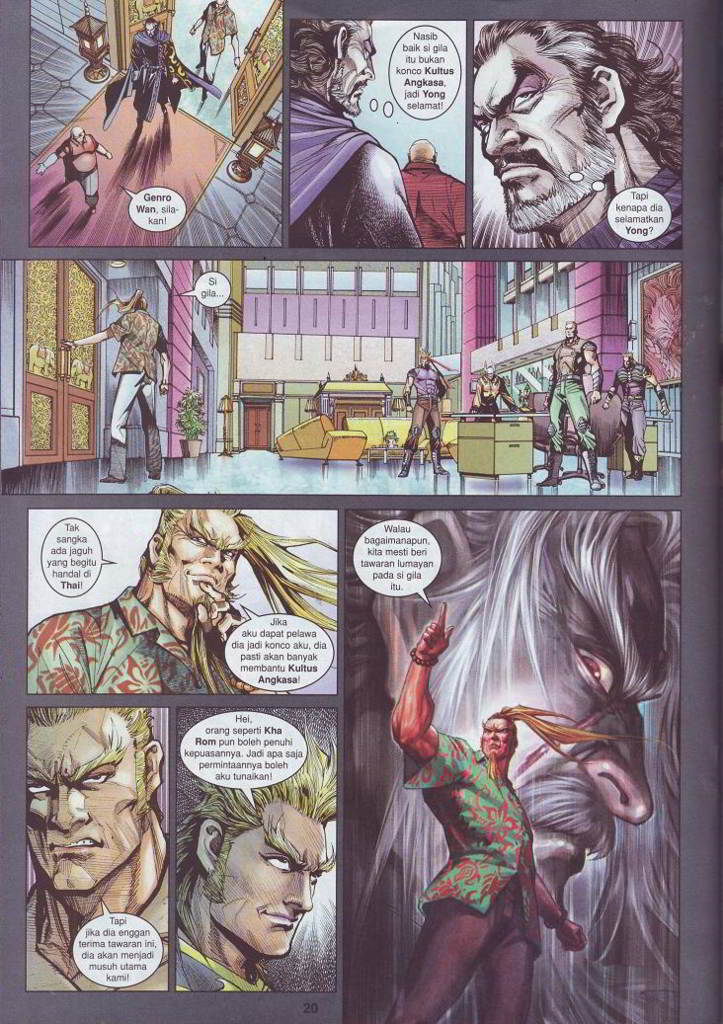 Genro
Wan, sila-
kan!
Nasib
baik si gila
itu bukan
konco Kultus
Angkasa,
jadi Yong
selamat!
Tapi
kenapa dia
selamatkan
Yong?
Si
gila...
Tak
sangka
ada jaguh
yang begitu
handal di
Thai!
Jika
aku dapat pelawa
dia jadi konco aku, dia
pasti akan banyak
membantu Kultus
Angkasa!
Walau
bagaimanapun,
kita mesti beri
tawaran lumayan
pada si gila
itu.
Tapi
jika dia enggan
terima tawaran ini,
dia akan menjadi
musuh utama
kami!
Hei,
orang seperti Kha
Rom pun boleh penuhi
kepuasannya. Jadi apa saja
permintaannya boleh
aku tunaikan!
20